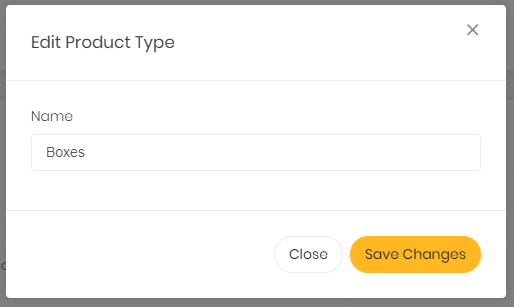 Edit Product Type
Name
Boxes
Close
Save Changes